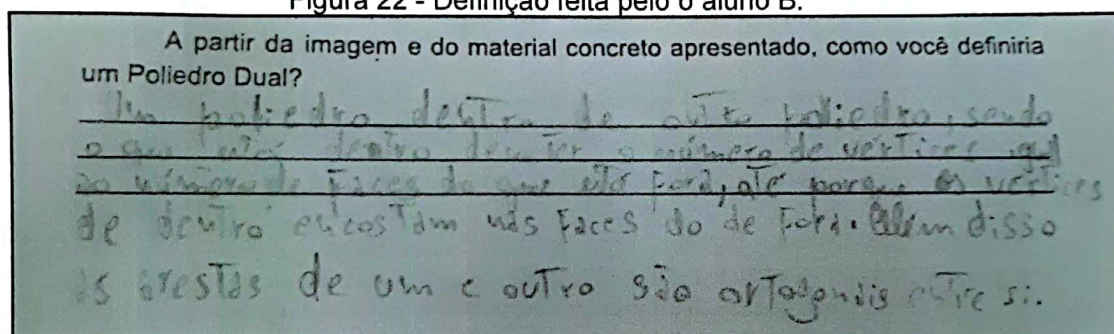 Figura 22 - Definição feita pelo o aluno B.
A partir da imagem e do material concreto apresentado, como você definiria
um Poliedro Dual?
Um poliedro dentro de outro poliedro, sendo
o que está dentro deve ter o número de vértices igual
ao número de faces do que está fora, até porque os vértices
de dentro encostam nas faces do de fora. Além disso
as arestas de um e outro são ortogonais entre si.